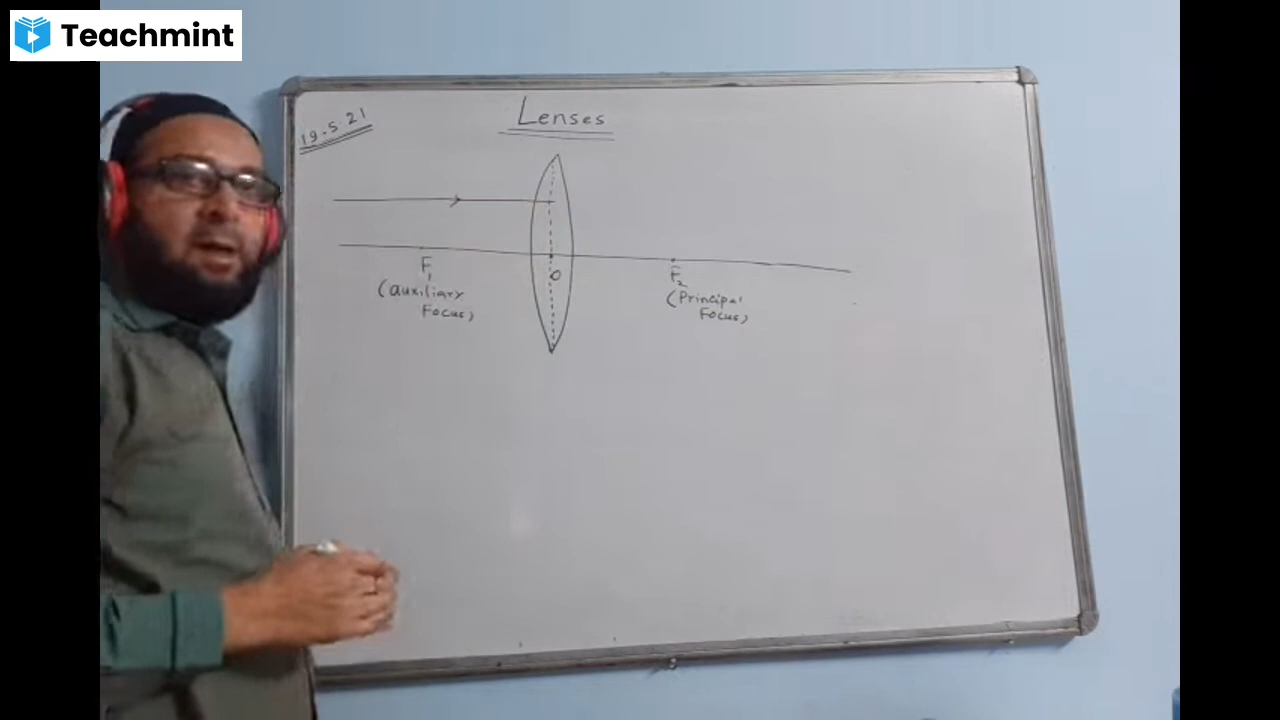 Teachmint
19.5.21
Lenses
F1
(auxiliary
Focus)
O
F2
(Principal
Focus)